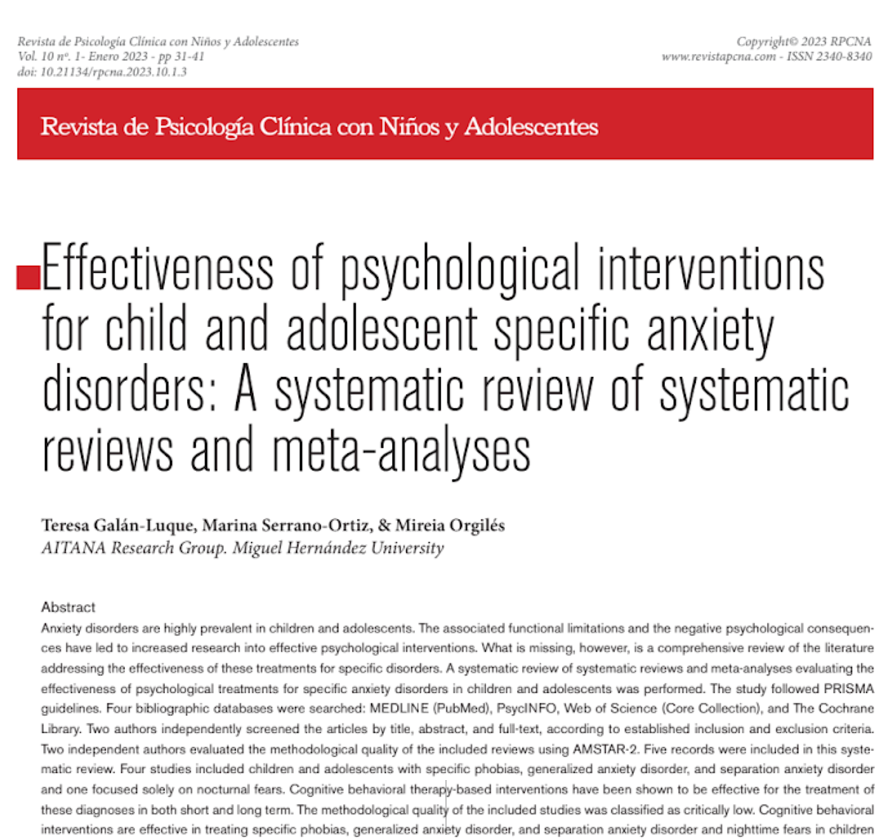 Revista de Psicología Clínica con Niños y Adolescentes
Vol. 10 nº. 1- Enero 2023 - pp 31-41
doi: 10.21134/rpcna.2023.10.1.3
Copyright© 2023 RPCNA
www.revistapcna.com - ISSN 2340-8340
Revista de Psicología Clínica con Niños y Adolescentes
Effectiveness of psychological interventions
for child and adolescent specific anxiety
disorders: A systematic review of systematic
reviews and meta-analyses
Teresa Galán-Luque, Marina Serrano-Ortiz, & Mireia Orgilés
AITANA Research Group. Miguel Hernández University
Abstract
Anxiety disorders are highly prevalent in children and adolescents. The associated functional limitations and the negative psychological consequen-
ces have led to increased research into effective psychological interventions. What is missing, however, is a comprehensive review of the literature
addressing the effectiveness of these treatments for specific disorders. A systematic review of systematic reviews and meta-analyses evaluating the
effectiveness of psychological treatments for specific anxiety disorders in children and adolescents was performed. The study followed PRISMA
guidelines. Four bibliographic databases were searched: MEDLINE (PubMed), PsycINFO, Web of Science (Core Collection), and The Cochrane
Library. Two authors independently screened the articles by title, abstract, and full-text, according to established inclusion and exclusion criteria.
Two independent authors evaluated the methodological quality of the included reviews using AMSTAR-2. Five records were included in this syste-
matic review. Four studies included children and adolescents with specific phobias, generalized anxiety disorder, and separation anxiety disorder
and one focused solely on nocturnal fears. Cognitive behavioral therapy-based interventions have been shown to be effective for the treatment of
these diagnoses in both short and long term. The methodological quality of the included studies was classified as critically low. Cognitive behavioral
interventions are effective in treating specific phobias, generalized anxiety disorder, and separation anxiety disorder and nighttime fears in children